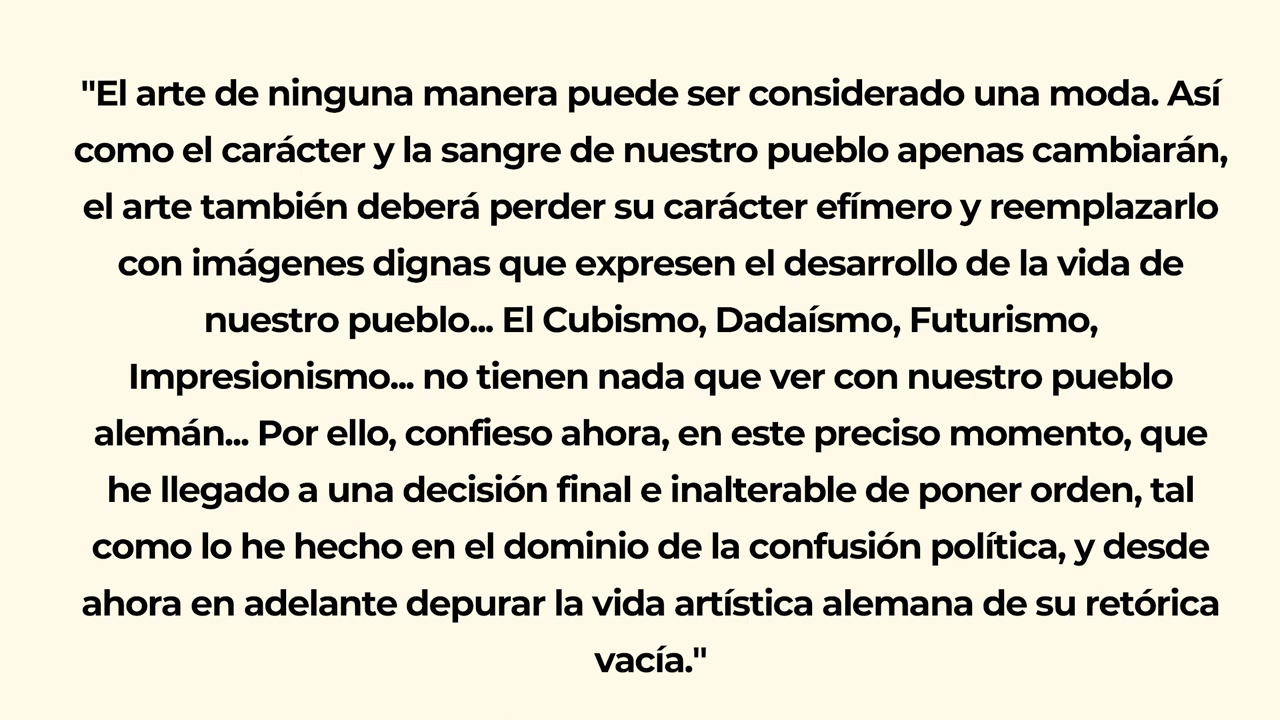 "El arte de ninguna manera puede ser considerado una moda. Así
como el carácter y la sangre de nuestro pueblo apenas cambiarán,
el arte también deberá perder su carácter efímero y reemplazarlo
con imágenes dignas que expresen el desarrollo de la vida de
nuestro pueblo... El Cubismo, Dadaísmo, Futurismo,
Impresionismo... no tienen nada que ver con nuestro pueblo
alemán... Por ello, confieso ahora, en este preciso momento, que
he llegado a una decisión final e inalterable de poner orden, tal
como lo he hecho en el dominio de la confusión política, y desde
ahora en adelante depurar la vida artística alemana de su retórica
vacía."